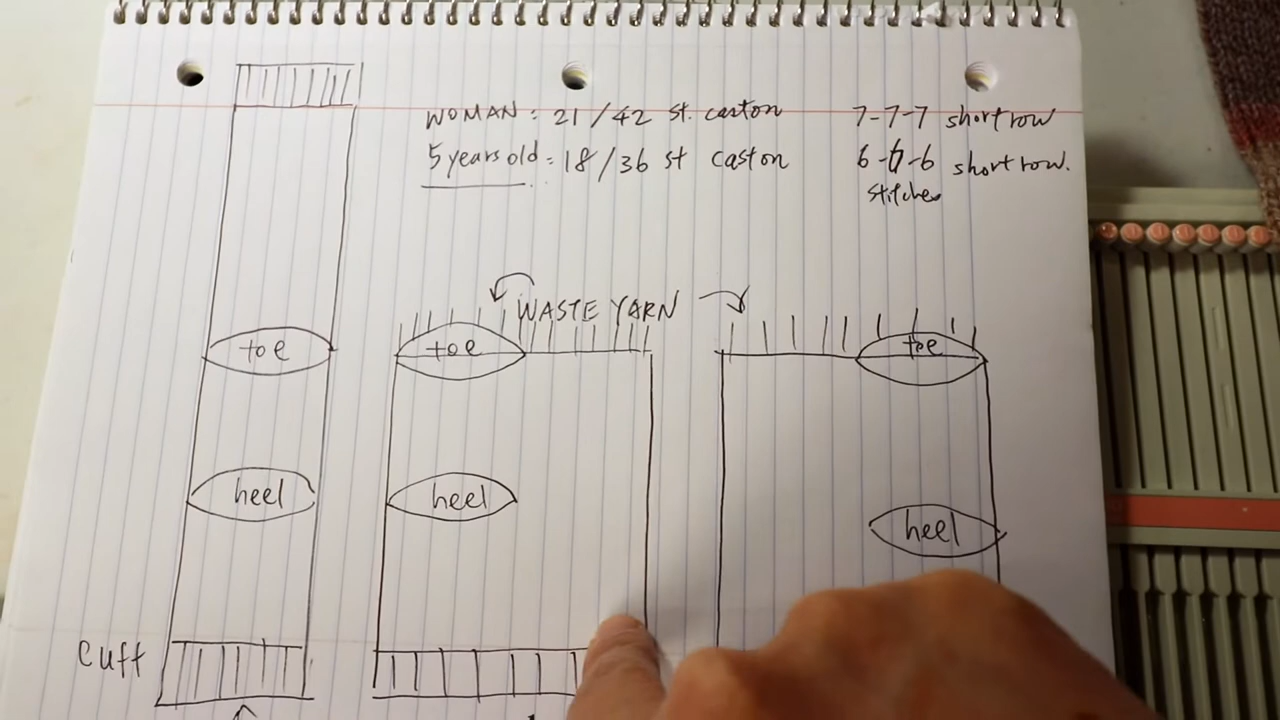 WOMAN : 21/42 st. caston 7-7-7 short row
5 years old = 18/36 st caston 6-6-6 short row.
stitches
WASTE YARN
toe toe toe
heel heel heel
cuff